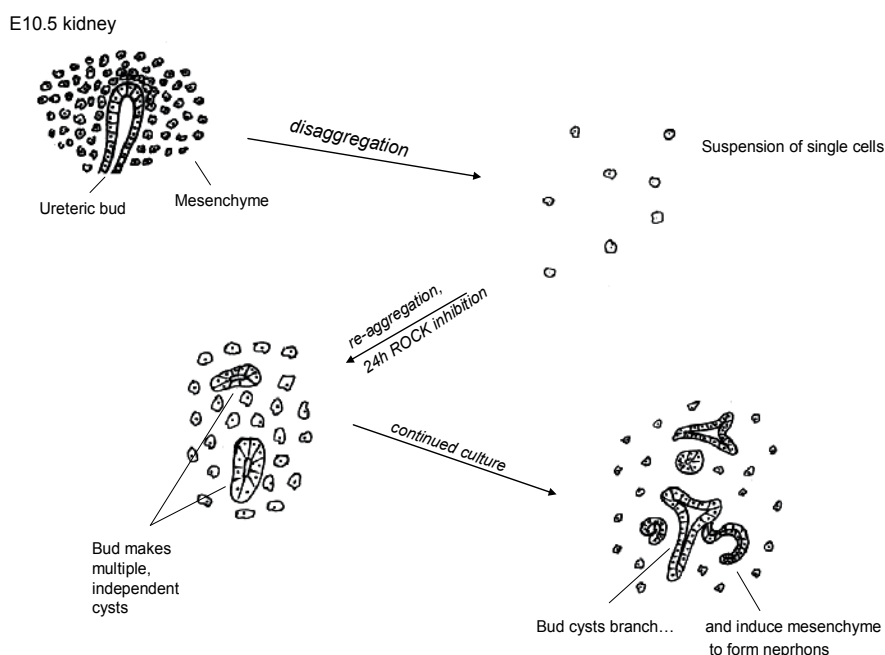 E10.5 kidney
disaggregation
Suspension of single cells
Ureteric bud
Mesenchyme
re-aggregation,
24h ROCK inhibition
continued culture
Bud makes
multiple,
independent
cysts
Bud cysts branch…
and induce mesenchyme
to form neprhons